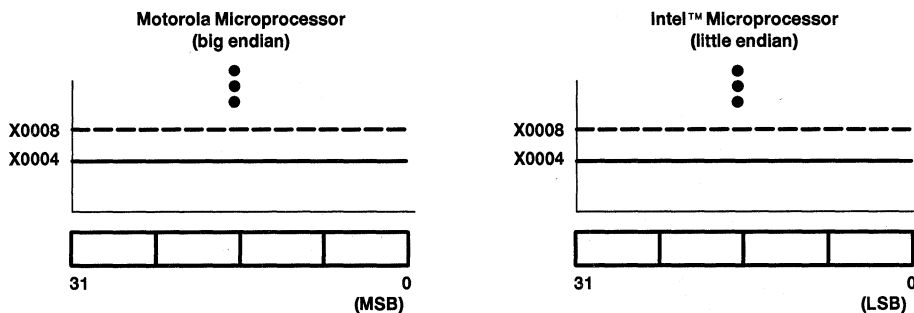 Motorola Microprocessor
(big endian)
X0008
X0004
31
0
(MSB)
Intel™ Microprocessor
(little endian)
X0008
X0004
31
0
(LSB)